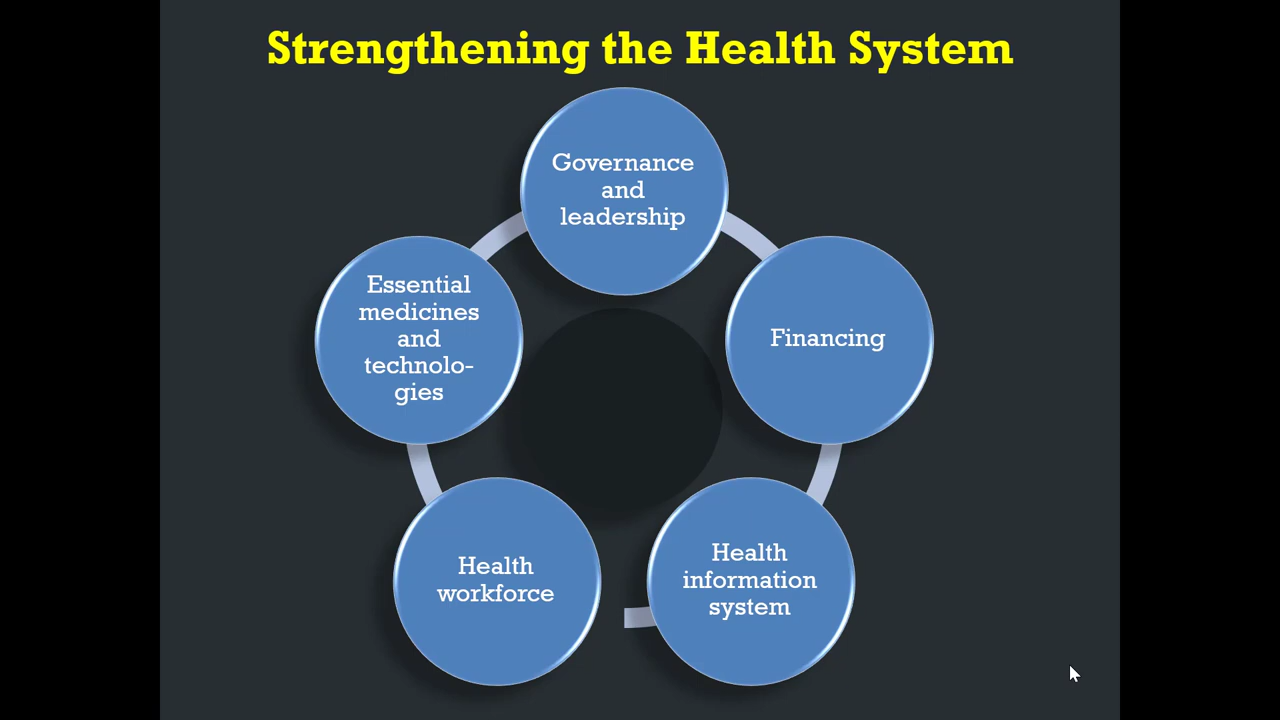 Strengthening the Health System
Governance
and
leadership
Essential
medicines
and
technolo-
gies
Financing
Health
workforce
Health
information
system